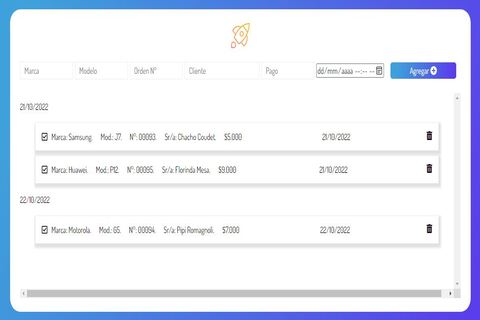 Marca Modelo Orden N° Cliente Pago dd/mm/aaaa --:-- -- Agregar
21/10/2022
Marca: Samsung. Mod.: J7. N°: 00093. Sr/a: Chacho Coudet. $5.000 21/10/2022
Marca: Huawei. Mod.: P12. N°: 00095. Sr/a: Florinda Mesa. $9.000 21/10/2022
22/10/2022
Marca: Motorola. Mod.: G5. N°: 00094. Sr/a: Pipi Romagnoli. $7.000 22/10/2022